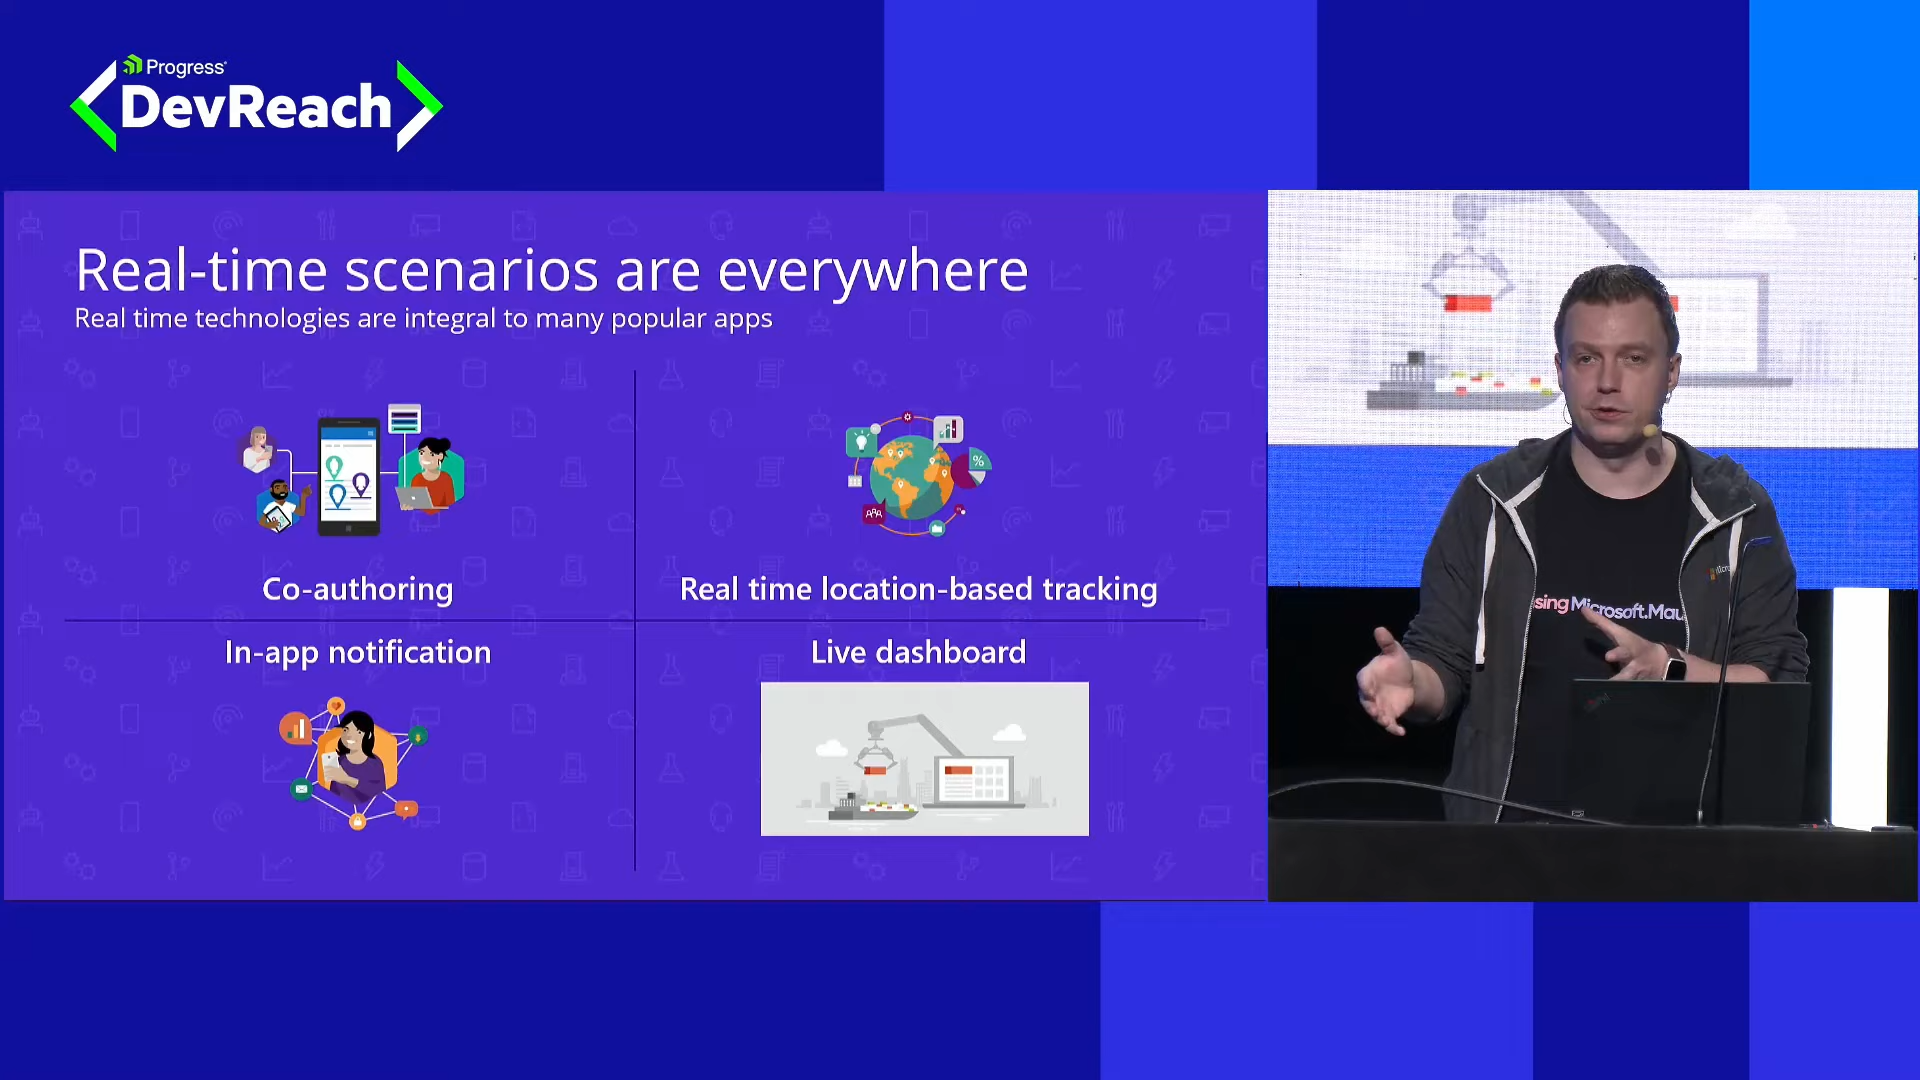 Progress
DevReach
Real-time scenarios are everywhere
Real time technologies are integral to many popular apps
Co-authoring
Real time location-based tracking
In-app notification
Live dashboard
%
sing Microsoft.Mau